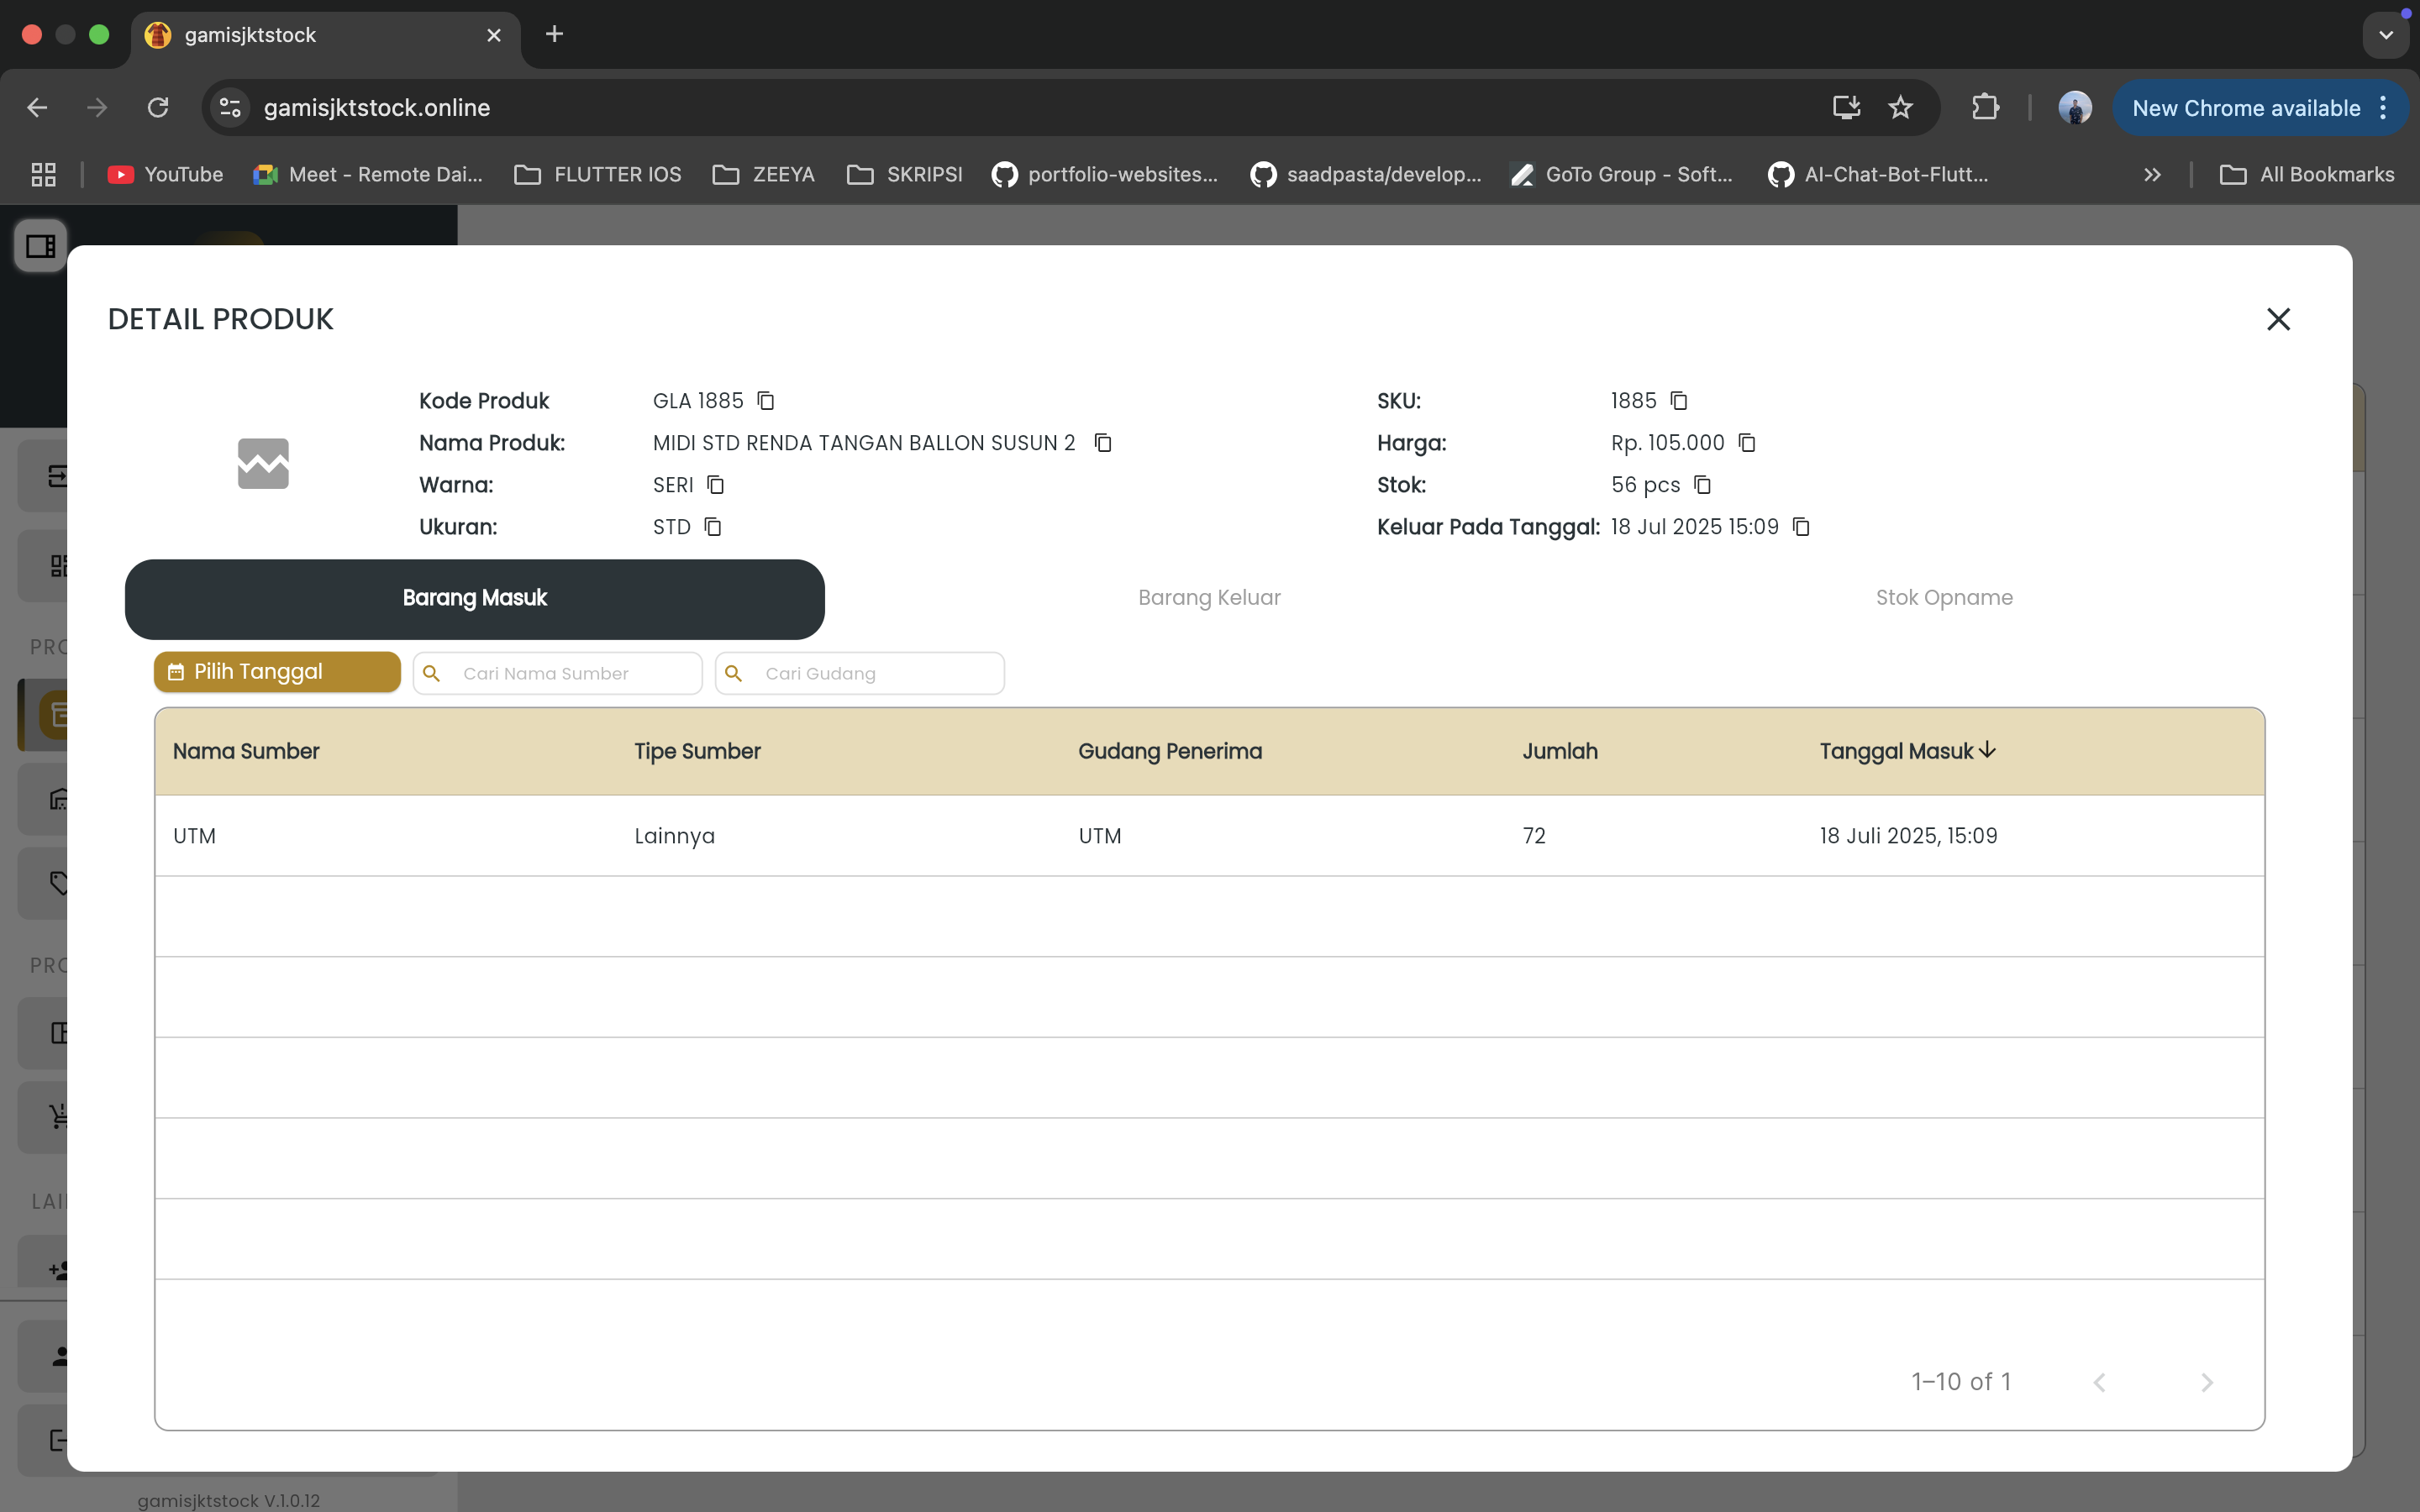 gamisjktstock
gamisjktstock.online
New Chrome available
YouTube
Meet - Remote Dai...
FLUTTER IOS
ZEEYA
SKRIPSI
portfolio-websites...
saadpasta/develop...
GoTo Group - Soft...
AI-Chat-Bot-Flutt...
All Bookmarks
DETAIL PRODUK
Kode Produk GLA 1885 SKU: 1885
Nama Produk: MIDI STD RENDA TANGAN BALLON SUSUN 2 Harga: Rp. 105.000
Warna: SERI Stok: 56 pcs
Ukuran: STD Keluar Pada Tanggal: 18 Jul 2025 15:09
Barang Masuk Barang Keluar Stok Opname
Pilih Tanggal Cari Nama Sumber Cari Gudang
Nama Sumber Tipe Sumber Gudang Penerima Jumlah Tanggal Masuk
UTM Lainnya UTM 72 18 Juli 2025, 15:09
1–10 of 1
gamisjktstock V.1.0.12